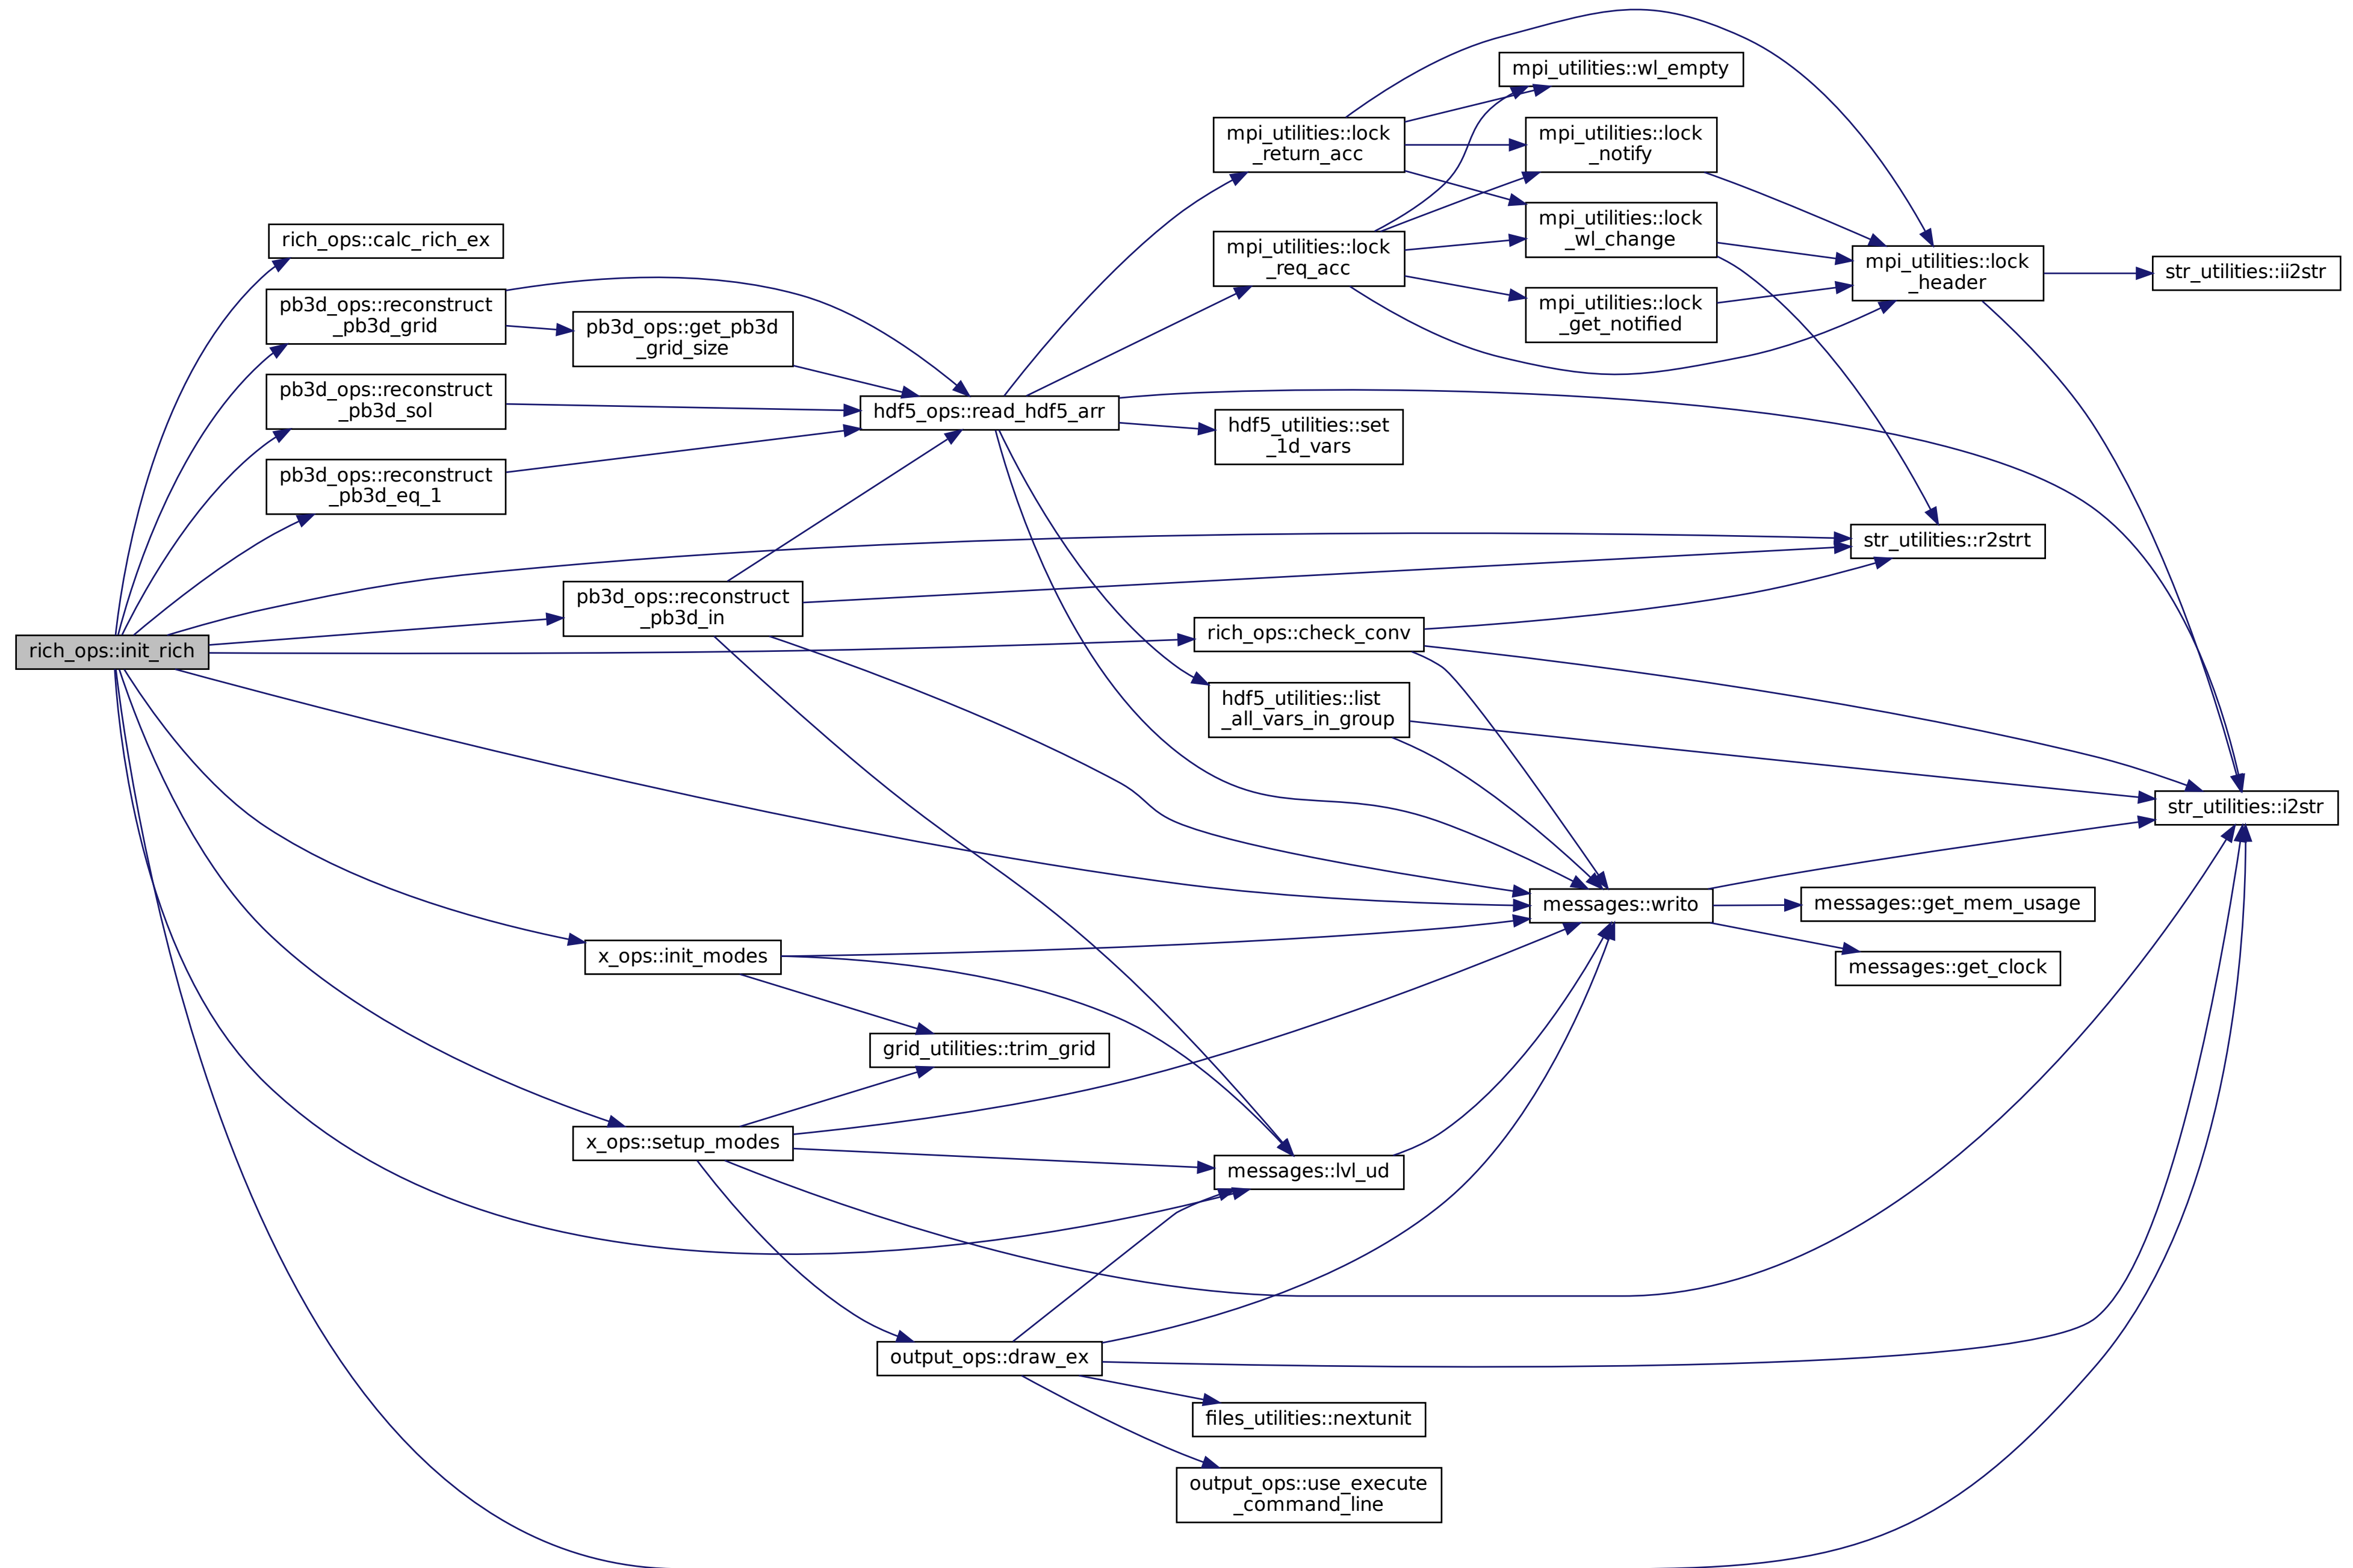 mpi_utilities::wl_empty
mpi_utilities::lock
_return_acc
mpi_utilities::lock
_notify
mpi_utilities::lock
_wl_change
rich_ops::calc_rich_ex
mpi_utilities::lock
_req_acc
mpi_utilities::lock
_header
str_utilities::ii2str
pb3d_ops::reconstruct
_pb3d_grid
mpi_utilities::lock
_get_notified
pb3d_ops::get_pb3d
_grid_size
pb3d_ops::reconstruct
_pb3d_sol
hdf5_ops::read_hdf5_arr
hdf5_utilities::set
_1d_vars
pb3d_ops::reconstruct
_pb3d_eq_1
str_utilities::r2strt
pb3d_ops::reconstruct
_pb3d_in
rich_ops::check_conv
rich_ops::init_rich
hdf5_utilities::list
_all_vars_in_group
str_utilities::i2str
messages::writo
messages::get_mem_usage
x_ops::init_modes
messages::get_clock
grid_utilities::trim_grid
x_ops::setup_modes
messages::lvl_ud
output_ops::draw_ex
files_utilities::nextunit
output_ops::use_execute
_command_line